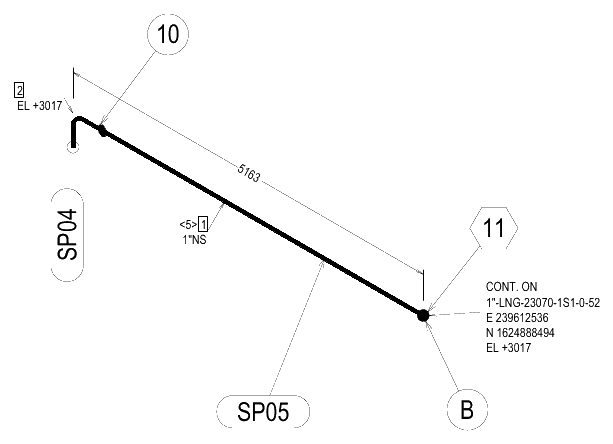 10
2
EL +3017
5163
SP04
<5> 1
1"NS
11
CONT. ON
1"-LNG-23070-1S1-0-52
E 239612536
N 1624888494
EL +3017
SP05
B